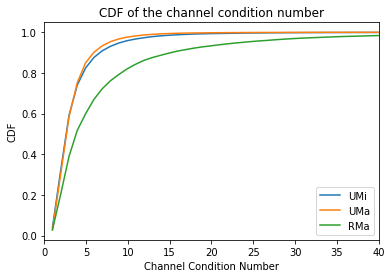 CDF of the channel condition number
1.0
0.8
0.6
0.4
0.2
0.0
CDF
UMi
UMa
RMa
0 5 10 15 20 25 30 35 40
Channel Condition Number